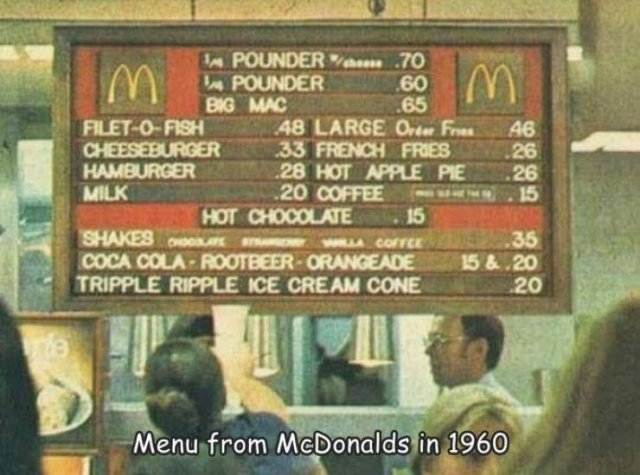 1/4 POUNDER w/cheese .70
1/4 POUNDER .60
BIG MAC .65
FILET-O-FISH .48 LARGE Order Fries 46
CHEESEBURGER .33 FRENCH FRIES .26
HAMBURGER .28 HOT APPLE PIE .26
MILK .20 COFFEE . 15
HOT CHOCOLATE . 15
SHAKES CHOCOLATE STRAWBERRY VANILLA COFFEE .35
COCA COLA - ROOTBEER - ORANGEADE 15 & .20
TRIPPLE RIPPLE ICE CREAM CONE .20
Menu from McDonalds in 1960